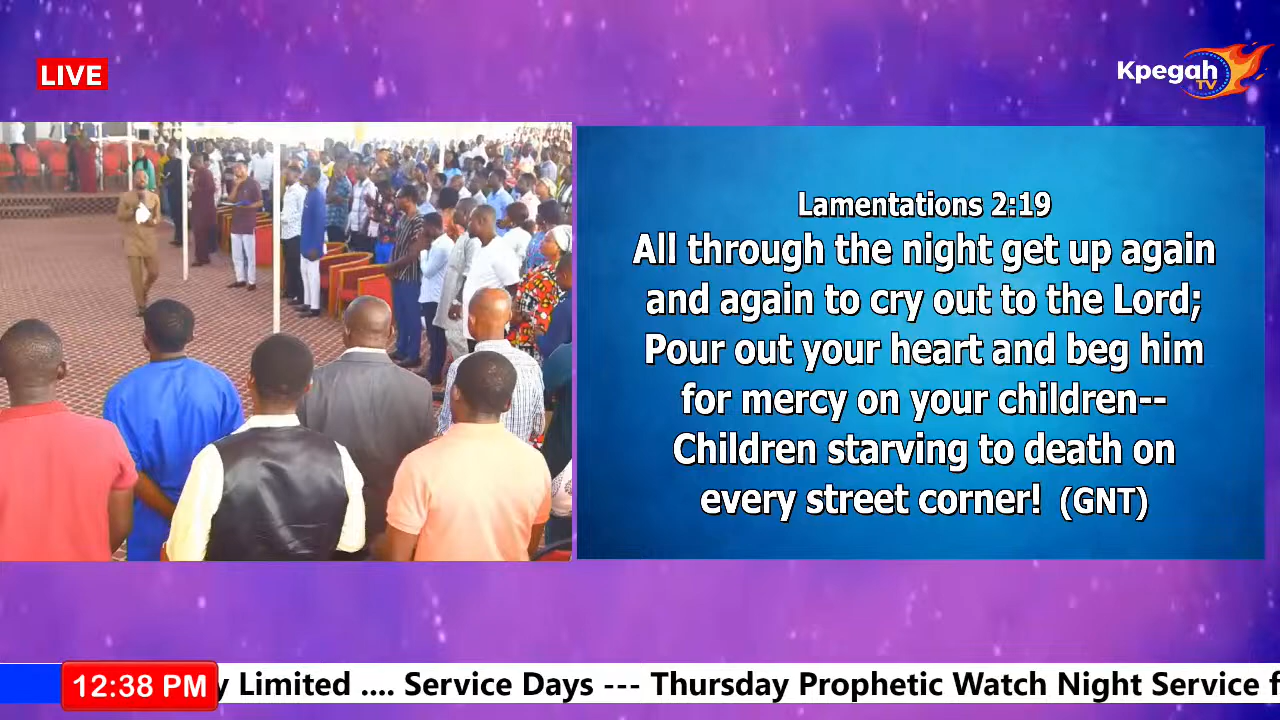 LIVE
Kpegah
TV
Lamentations 2:19
All through the night get up again
and again to cry out to the Lord;
Pour out your heart and beg him
for mercy on your children--
Children starving to death on
every street corner! (GNT)
12:38 PM
y Limited .... Service Days --- Thursday Prophetic Watch Night Service f